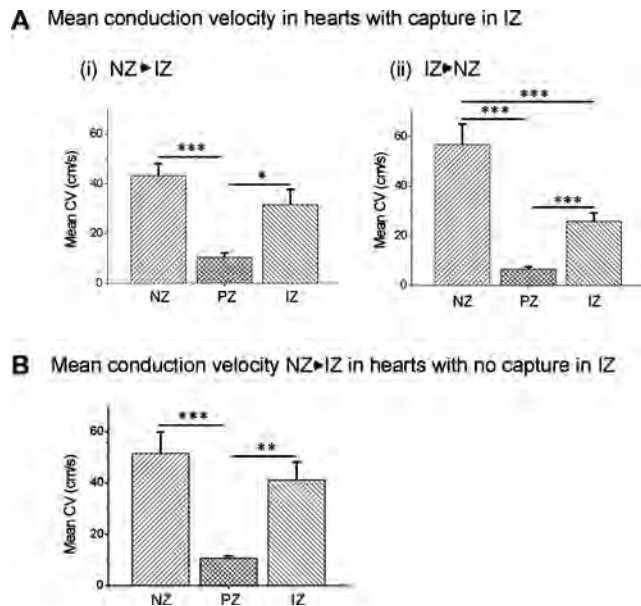 A Mean conduction velocity in hearts with capture in IZ
(i) NZ►IZ
Mean CV (cm/s)
60
40
20
0
***
*
NZ PZ IZ
(ii) IZ►NZ
Mean CV (cm/s)
60
40
20
0
***
***
***
NZ PZ IZ
B Mean conduction velocity NZ►IZ in hearts with no capture in IZ
Mean CV (cm/s)
60
40
20
0
***
**
NZ PZ IZ